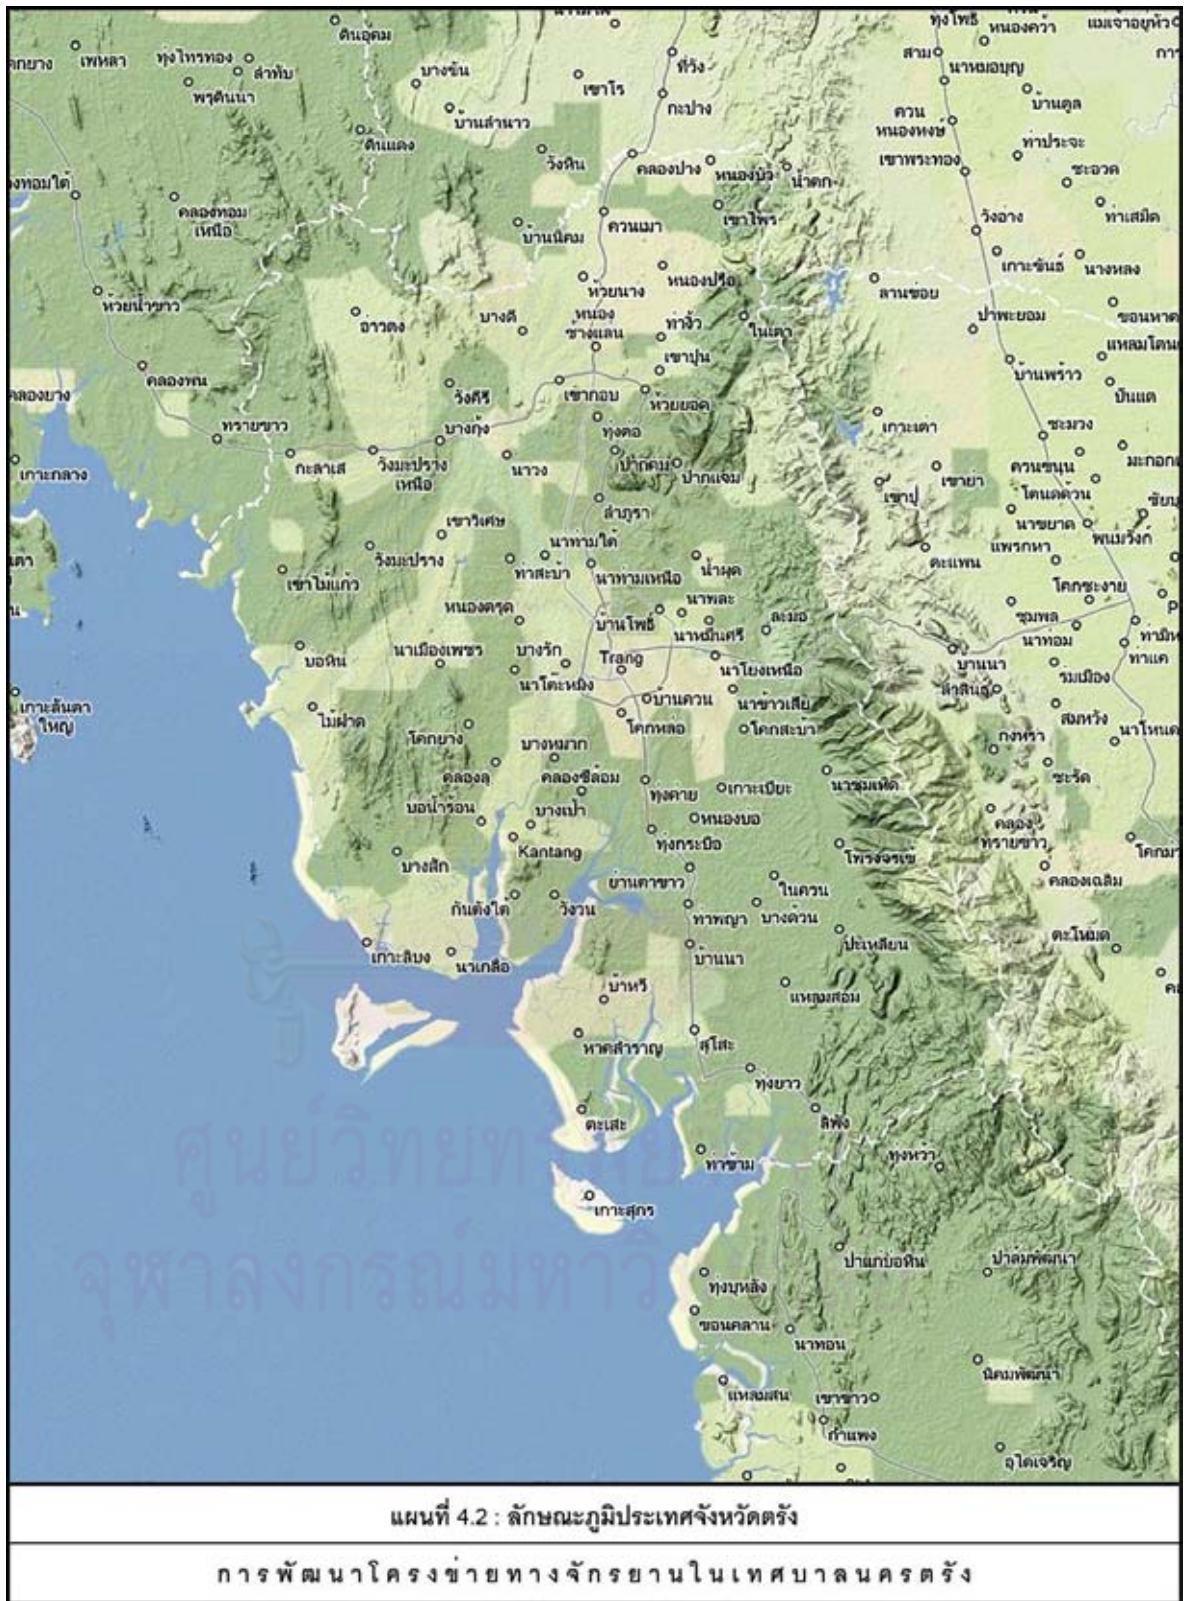 ทุ่งโพธิ์
หนองคว้า
แมเจาอยู่หัว
ดินอุดม
เพหลา
ทุ่งไทรทอง
ลำทับ
พรุดินนา
บางขัน
บ้านลำนาว
เขาโร
ที่วัง
กะปาง
สาม
นาหมอบุญ
ควน
หนองหงษ์
บ้านตูล
ดินแดง
วังหิน
คลองปาง
หนองบัว
น้ำตก
เขาพระทอง
ท่าประจะ
ชะอวด
คลองทอม
เหนือ
บ้านนิคม
ควนเมา
เขาไพร
วังอ่าง
ท่าเสม็ด
เกาะขันธ์
นางหลง
ห้วยน้ำขาว
อ่าวตง
บางดี
ห้วยนาง
หนองปรือ
หนอง
ช้างแล่น
ท่างิ้ว
ในเตา
ลานข่อย
ป่าพะยอม
ขอนหาด
เขาปูน
บ้านพร้าว
คลองพน
วังคีรี
เขากอบ
ห้วยยอด
ปันแต
ทรายขาว
บางกุ้ง
ทุ่งต่อ
เกาะเต่า
ชะมวง
เกาะกลาง
กะลาเส
วังมะปราง
เหนือ
นาวง
ปากคม
ปากแจ่ม
เขาปู่
เขาย่า
ควนขนุน
โตนดด้วน
ลำภูรา
นาขยาด
พนมวังก์
เขาวิเศษ
นาท่ามใต้
แพรกหา
เขาไม้แก้ว
วังมะปราง
ท่าสะบ้า
นาท่ามเหนือ
น้ำผุด
ตะแพน
โคกชะงาย
หนองตรุด
บ้านโพธิ์
นาพละ
นาหมื่นศรี
ละมอ
ชุมพล
นาท่อม
บ่อหิน
นาเมืองเพชร
บางรัก
Trang
นาโยงเหนือ
บ้านนา
ท่าแค
นาโต๊ะหมิง
บ้านควน
นาข้าวเสีย
ลำสินธุ์
ร่มเมือง
เกาะลันตา
ใหญ่
ไม้ฝาด
โคกหล่อ
โคกสะบ้า
สมหวัง
โคกยาง
บางหมาก
กงหรา
นาโหนด
คลองลุ
คลองชีล้อม
ทุ่งค่าย
เกาะเปียะ
นาชุมเห็ด
ชะรัด
บ่อน้ำร้อน
บางเป้า
หนองบ่อ
คลอง
ทรายขาว
Kantang
ทุ่งกระบือ
บางสัก
โพรงจระเข้
คลองเฉลิม
ย่านตาขาว
ในควน
กันตังใต้
วังวน
ท่าพญา
บางด้วน
เกาะลิบง
นาเกลือ
บ้านนา
ปะเหลียน
ตะโหมด
บ้าหวี
แหลมสอม
หาดสำราญ
สุโสะ
ทุ่งยาว
ตะเสะ
ลิพัง
ท่าข้าม
ทุ่งหว้า
เกาะสุกร
ป่าแก่บ่อหิน
ปาล์มพัฒนา
ทุ่งบุหลัง
ขอนคลาน
นาทอน
นิคมพัฒนา
แหลมสน
เขาขาว
กำแพง
อุไดเจริญ
แผนที่ 4.2 : ลักษณะภูมิประเทศจังหวัดตรัง
การพัฒนาโครงข่ายทางจักรยานในเทศบาลนครตรัง